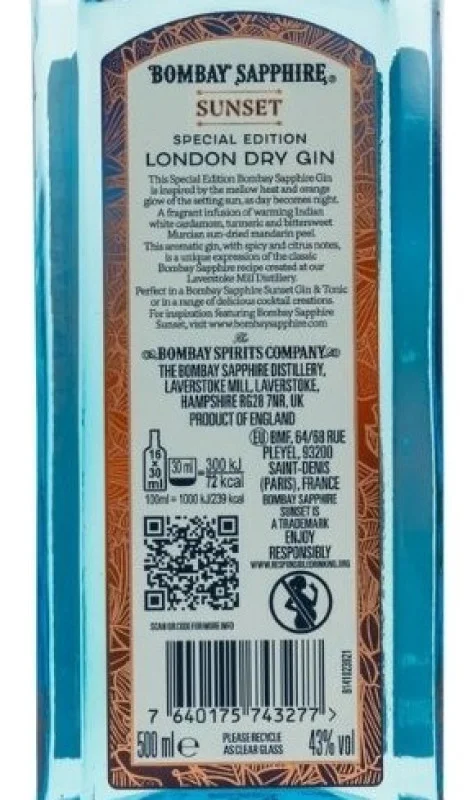 BOMBAY SAPPHIRE®
SUNSET
SPECIAL EDITION
LONDON DRY GIN
This Special Edition Bombay Sapphire Gin
is inspired by the mellow heat and orange
glow of the setting sun, as day becomes night.
A fragrant infusion of warming Indian
white cardamom, turmeric and bittersweet
Murcian sun-dried mandarin peel.
This aromatic gin, with spicy and citrus notes,
is a unique expression of the classic
Bombay Sapphire recipe created at our
Laverstoke Mill Distillery.
Perfect in a Bombay Sapphire Sunset Gin & Tonic
or in a range of delicious cocktail creations.
For inspiration featuring Bombay Sapphire
Sunset, visit www.bombaysapphire.com
The
BOMBAY SPIRITS COMPANY
THE BOMBAY SAPPHIRE DISTILLERY,
LAVERSTOKE MILL, LAVERSTOKE,
HAMPSHIRE RG28 7NR, UK
PRODUCT OF ENGLAND
16
x
30
ml
30 ml
= 300 kJ
72 kcal
100ml = 1000 kJ/239 kcal
EU BMF, 64/68 RUE
PLEYEL, 93200
SAINT-DENIS
(PARIS), FRANCE
BOMBAY SAPPHIRE
SUNSET IS
A TRADEMARK
ENJOY
RESPONSIBLY
WWW.RESPONSIBLEDRINKING.ORG
SCAN QR CODE FOR MORE INFO
7 640175 743277 >
500 ml e
PLEASE RECYCLE
AS CLEAR GLASS
43% vol